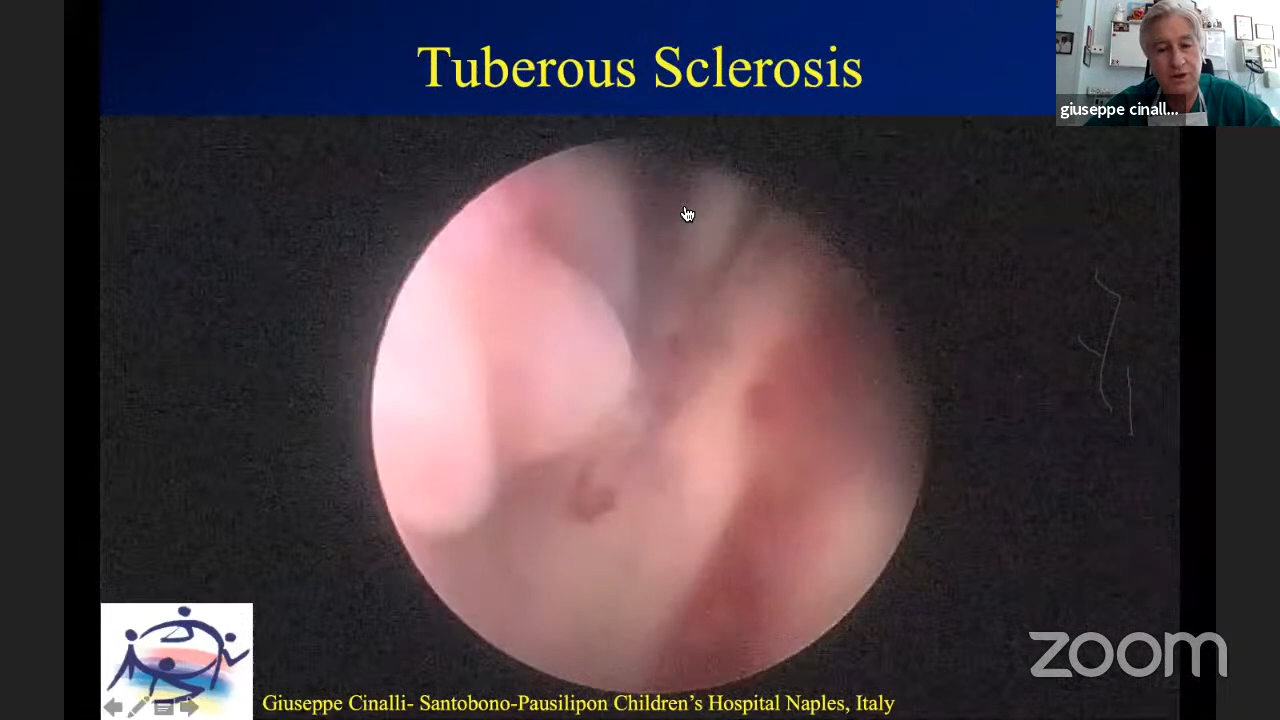 Tuberous Sclerosis
giuseppe cinall...
zoom
Giuseppe Cinalli- Santobono-Pausilipon Children's Hospital Naples, Italy